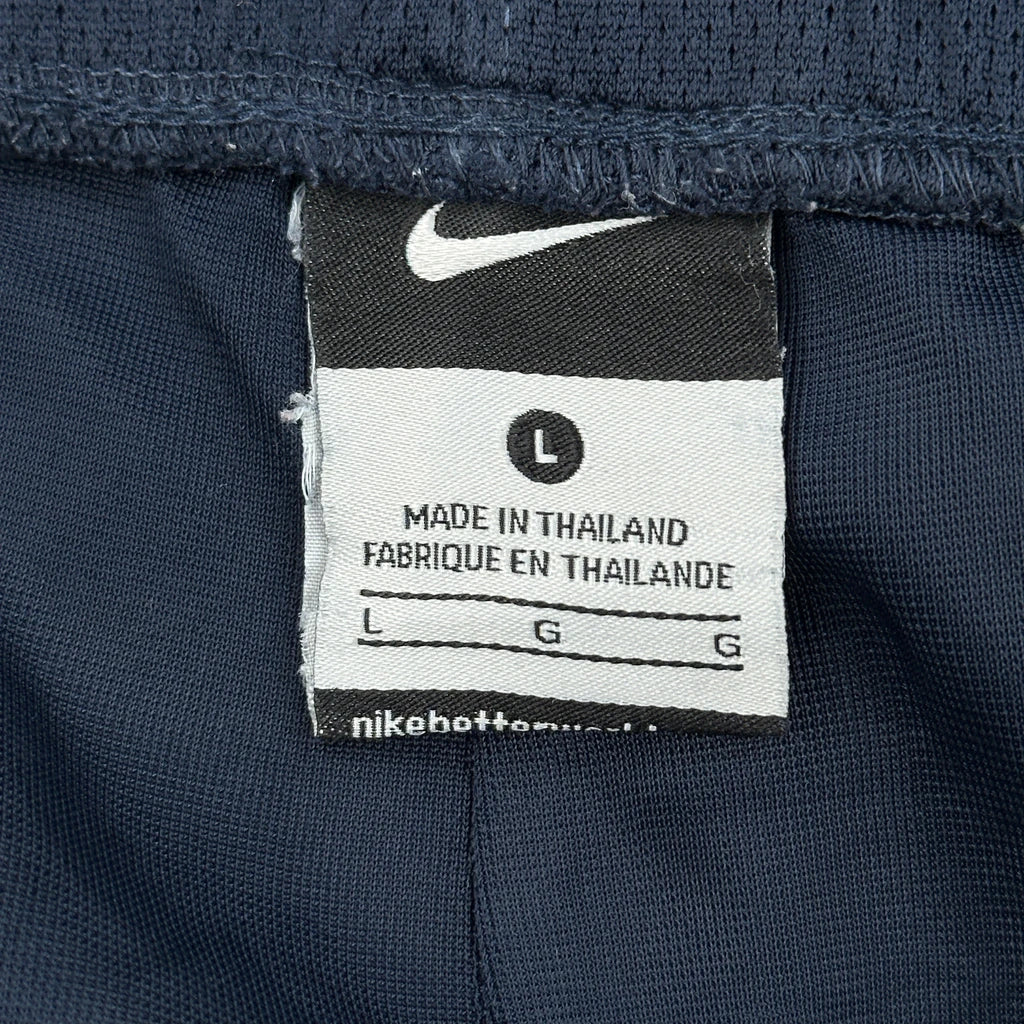 L
MADE IN THAILAND
FABRIQUE EN THAILANDE
L G G